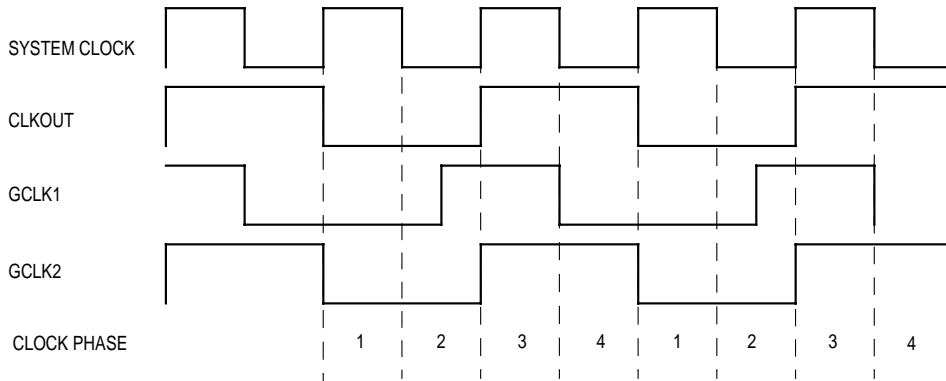 SYSTEM CLOCK
CLKOUT
GCLK1
GCLK2
CLOCK PHASE 1 2 3 4 1 2 3 4